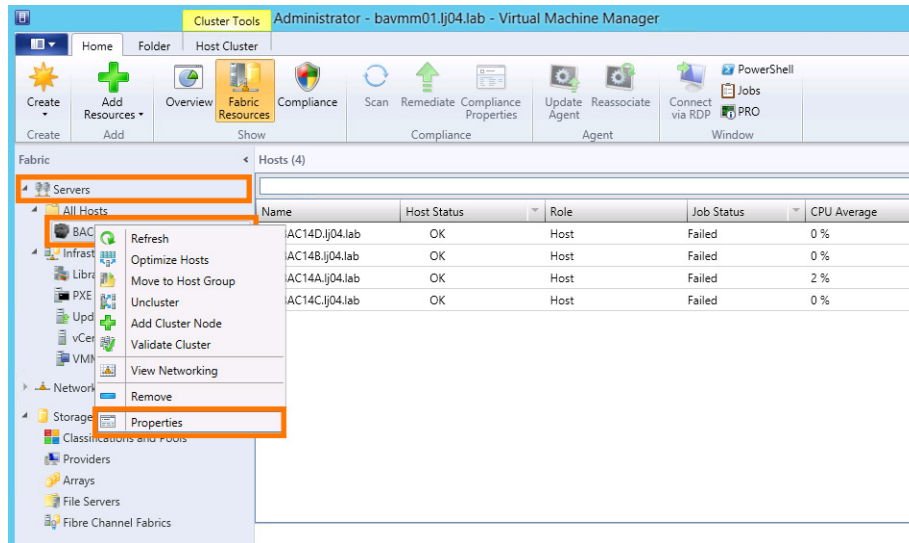 Cluster Tools
Administrator - bavmm01.lj04.lab - Virtual Machine Manager
Home
Folder
Host Cluster
Create
Add Resources
Overview
Fabric Resources
Compliance
Scan
Remediate
Compliance Properties
Update Agent
Reassociate
Connect via RDP
PowerShell
Jobs
PRO
Create
Add
Show
Compliance
Agent
Window
Fabric
Hosts (4)
Servers
All Hosts
BAC
Infrast
Libra
PXE
Upd
vCer
Network
Storage
Classifications and Pools
Providers
Arrays
File Servers
Fibre Channel Fabrics
Refresh
Optimize Hosts
Move to Host Group
Uncluster
Add Cluster Node
Validate Cluster
View Networking
Remove
Properties
Name Host Status Role Job Status CPU Average
AC14D.lj04.lab OK Host Failed 0 %
AC14B.lj04.lab OK Host Failed 0 %
AC14A.lj04.lab OK Host Failed 2 %
AC14C.lj04.lab OK Host Failed 0 %